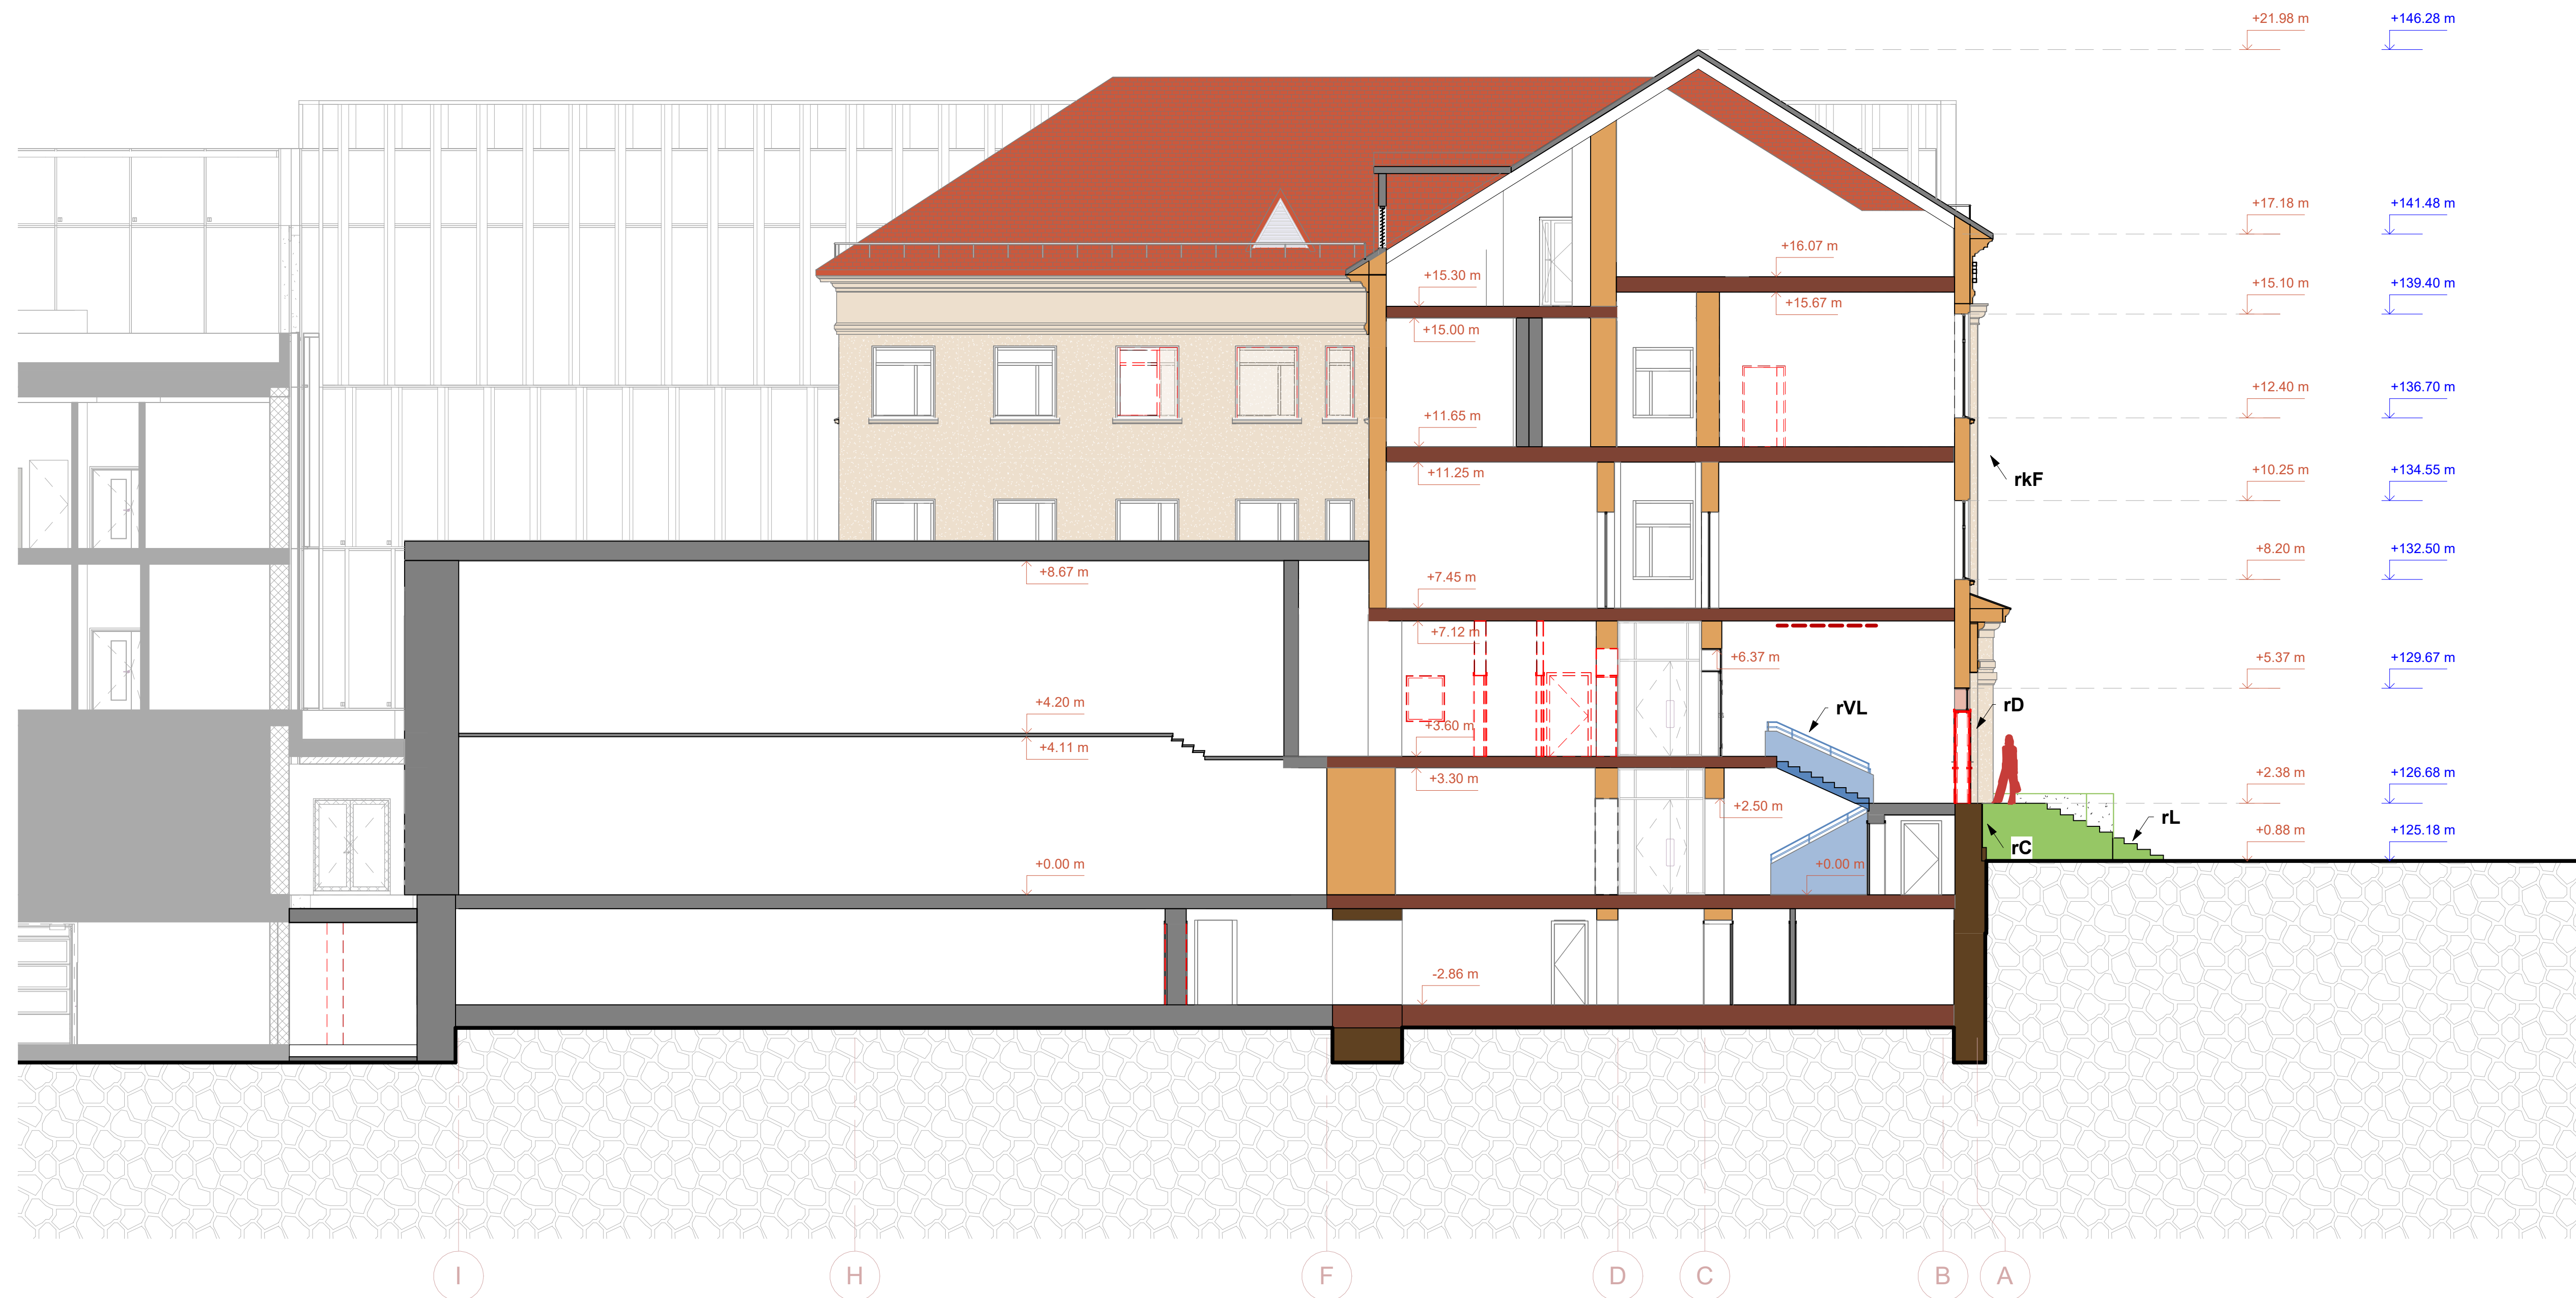 +21.98 m +146.28 m
+17.18 m +141.48 m
+16.07 m
+15.30 m
+15.67 m
+15.10 m +139.40 m
+15.00 m
+12.40 m +136.70 m
+11.65 m
+11.25 m
+10.25 m +134.55 m
rkF
+8.67 m
+8.20 m +132.50 m
+7.45 m
+7.12 m
+6.37 m
+5.37 m +129.67 m
+4.20 m
rVL
rD
+3.60 m
+4.11 m
+3.30 m
+2.38 m +126.68 m
+2.50 m
rL
+0.88 m +125.18 m
rC
+0.00 m
+0.00 m
-2.86 m
I H F D C B A